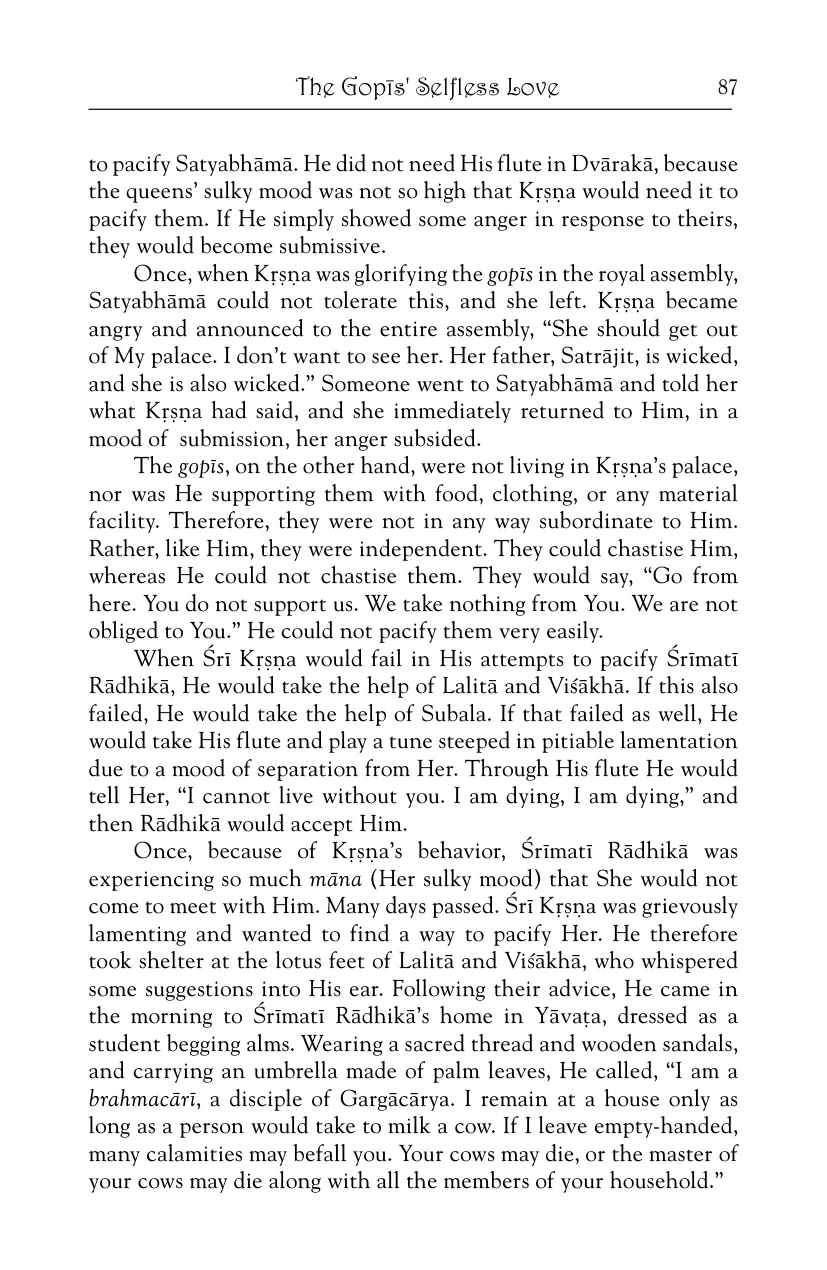 The Gopīs' Selfless Love 87
to pacify Satyabhāmā. He did not need His flute in Dvārakā, because
the queens’ sulky mood was not so high that Kṛṣṇa would need it to
pacify them. If He simply showed some anger in response to theirs,
they would become submissive.
Once, when Kṛṣṇa was glorifying the gopīs in the royal assembly,
Satyabhāmā could not tolerate this, and she left. Kṛṣṇa became
angry and announced to the entire assembly, “She should get out
of My palace. I don’t want to see her. Her father, Satrājit, is wicked,
and she is also wicked.” Someone went to Satyabhāmā and told her
what Kṛṣṇa had said, and she immediately returned to Him, in a
mood of submission, her anger subsided.
The gopīs, on the other hand, were not living in Kṛṣṇa’s palace,
nor was He supporting them with food, clothing, or any material
facility. Therefore, they were not in any way subordinate to Him.
Rather, like Him, they were independent. They could chastise Him,
whereas He could not chastise them. They would say, “Go from
here. You do not support us. We take nothing from You. We are not
obliged to You.” He could not pacify them very easily.
When Śrī Kṛṣṇa would fail in His attempts to pacify Śrīmatī
Rādhikā, He would take the help of Lalitā and Viśākhā. If this also
failed, He would take the help of Subala. If that failed as well, He
would take His flute and play a tune steeped in pitiable lamentation
due to a mood of separation from Her. Through His flute He would
tell Her, “I cannot live without you. I am dying, I am dying,” and
then Rādhikā would accept Him.
Once, because of Kṛṣṇa’s behavior, Śrīmatī Rādhikā was
experiencing so much māna (Her sulky mood) that She would not
come to meet with Him. Many days passed. Śrī Kṛṣṇa was grievously
lamenting and wanted to find a way to pacify Her. He therefore
took shelter at the lotus feet of Lalitā and Viśākhā, who whispered
some suggestions into His ear. Following their advice, He came in
the morning to Śrīmatī Rādhikā’s home in Yāvaṭa, dressed as a
student begging alms. Wearing a sacred thread and wooden sandals,
and carrying an umbrella made of palm leaves, He called, “I am a
brahmacārī, a disciple of Gargācārya. I remain at a house only as
long as a person would take to milk a cow. If I leave empty-handed,
many calamities may befall you. Your cows may die, or the master of
your cows may die along with all the members of your household.”